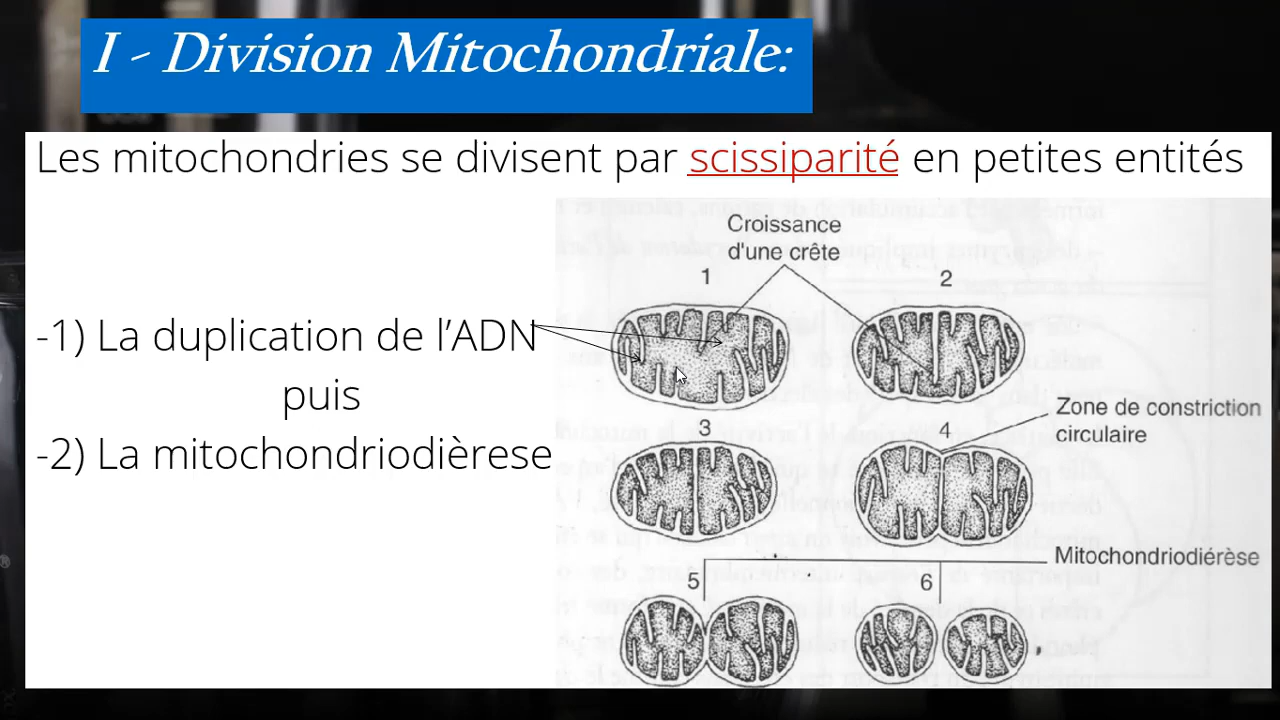 I - Division Mitochondriale:
Les mitochondries se divisent par scissiparité en petites entités
Croissance
d'une crête
1
2
-1) La duplication de l’ADN
puis
-2) La mitochondriodièrese
Zone de constriction
circulaire
3
4
Mitochondriodiérèse
5
6